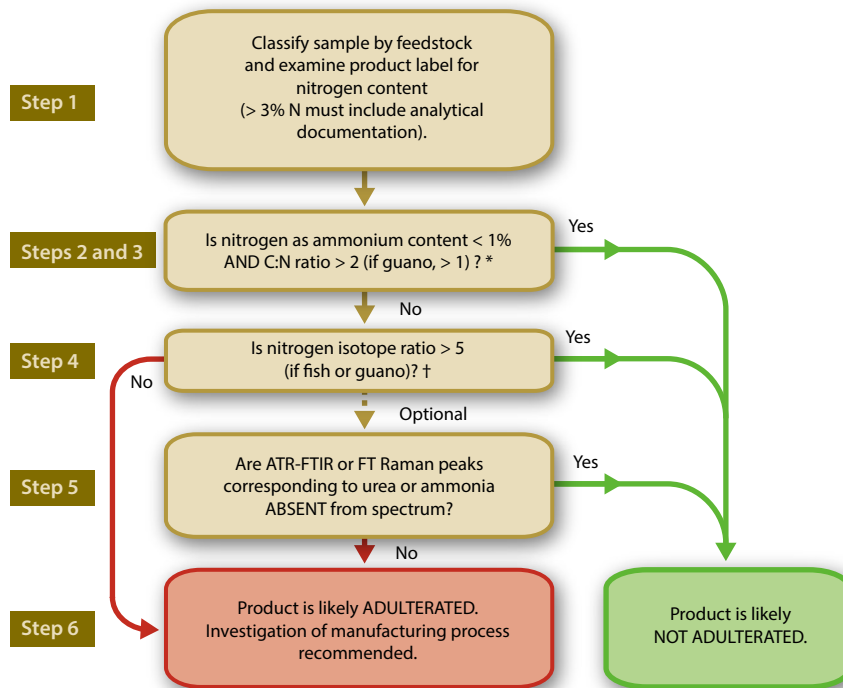 Step 1
Classify sample by feedstock
and examine product label for
nitrogen content
(> 3% N must include analytical
documentation).
Steps 2 and 3
Is nitrogen as ammonium content < 1%
AND C:N ratio > 2 (if guano, > 1) ? *
Yes
No
Step 4
Is nitrogen isotope ratio > 5
(if fish or guano)? †
Yes
No
Optional
Step 5
Are ATR-FTIR or FT Raman peaks
corresponding to urea or ammonia
ABSENT from spectrum?
Yes
No
Step 6
Product is likely ADULTERATED.
Investigation of manufacturing process
recommended.
Product is likely
NOT ADULTERATED.